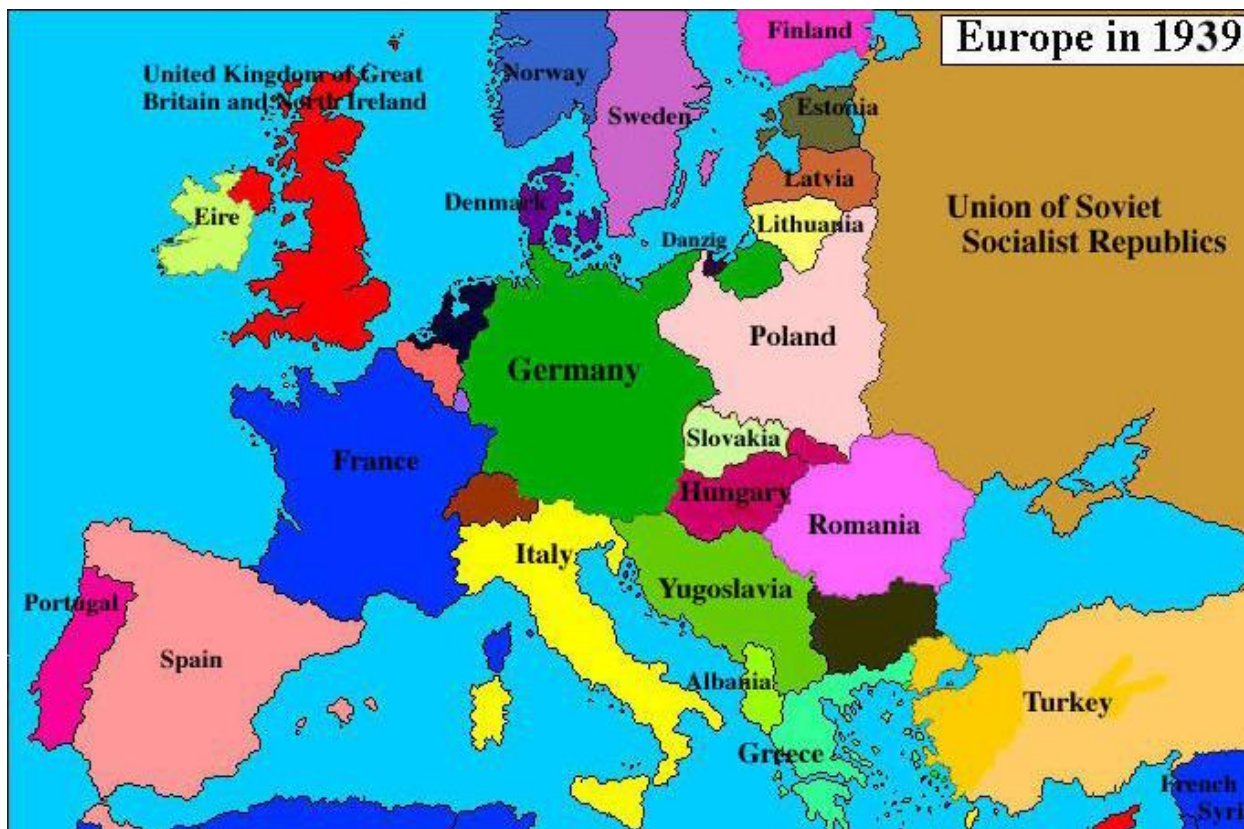 Europe in 1939
Finland
United Kingdom of Great
Britain and North Ireland
Norway
Sweden
Estonia
Latvia
Eire
Denmark
Lithuania
Danzig
Union of Soviet
Socialist Republics
Poland
Germany
Slovakia
France
Hungary
Romania
Italy
Yugoslavia
Portugal
Spain
Albania
Turkey
Greece
French
Syri